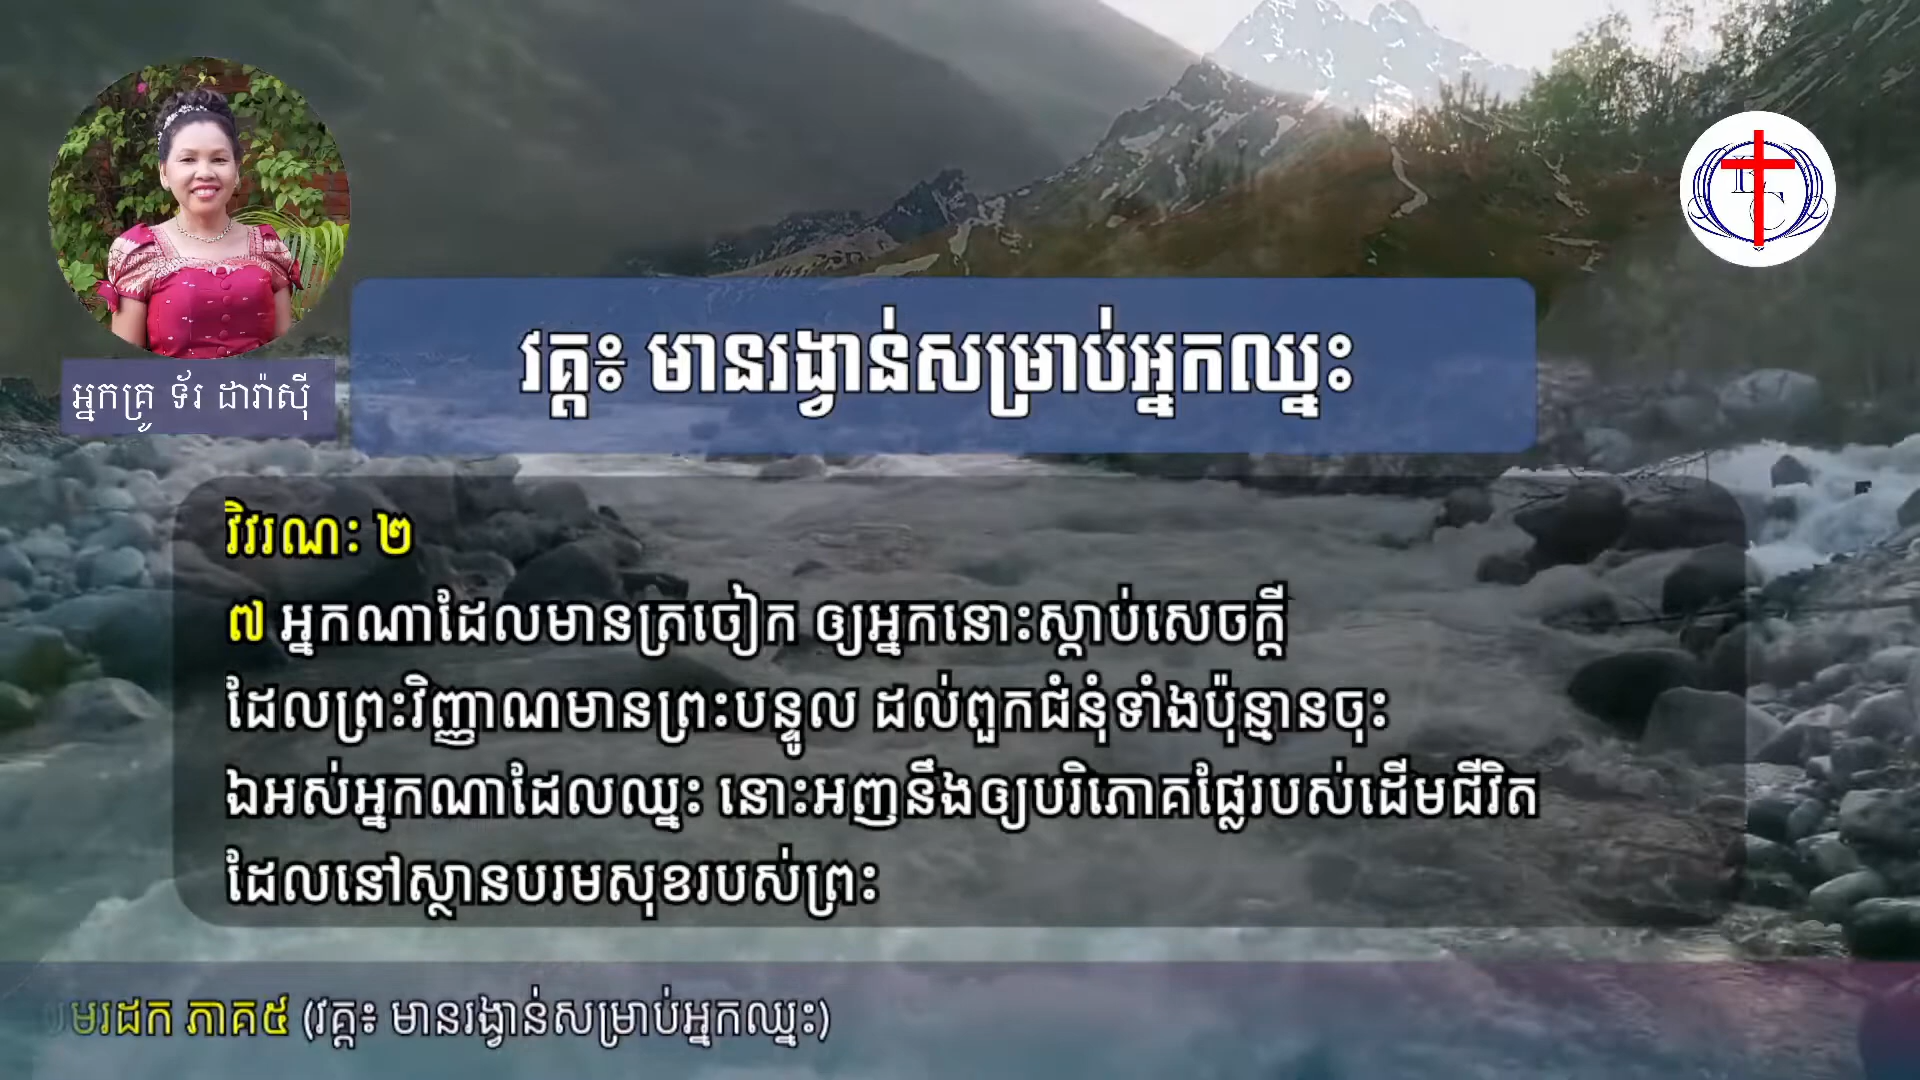 អ្នកគ្រូ ទ័រ ដារ៉ាស៊ី
វគ្គ៖ មានរង្វាន់សម្រាប់អ្នកឈ្នះ
វិវរណៈ ២
៧ អ្នកណាដែលមានត្រចៀក ឲ្យអ្នកនោះស្តាប់សេចក្តី
ដែលព្រះវិញ្ញាណមានព្រះបន្ទូល ដល់ពួកជំនុំទាំងប៉ុន្មានចុះ
ឯអស់អ្នកណាដែលឈ្នះ នោះអញនឹងឲ្យបរិភោគផ្លែរបស់ដើមជីវិត
ដែលនៅស្ថានបរមសុខរបស់ព្រះ
មរដក ភាគ៥ (វគ្គ៖ មានរង្វាន់សម្រាប់អ្នកឈ្នះ)